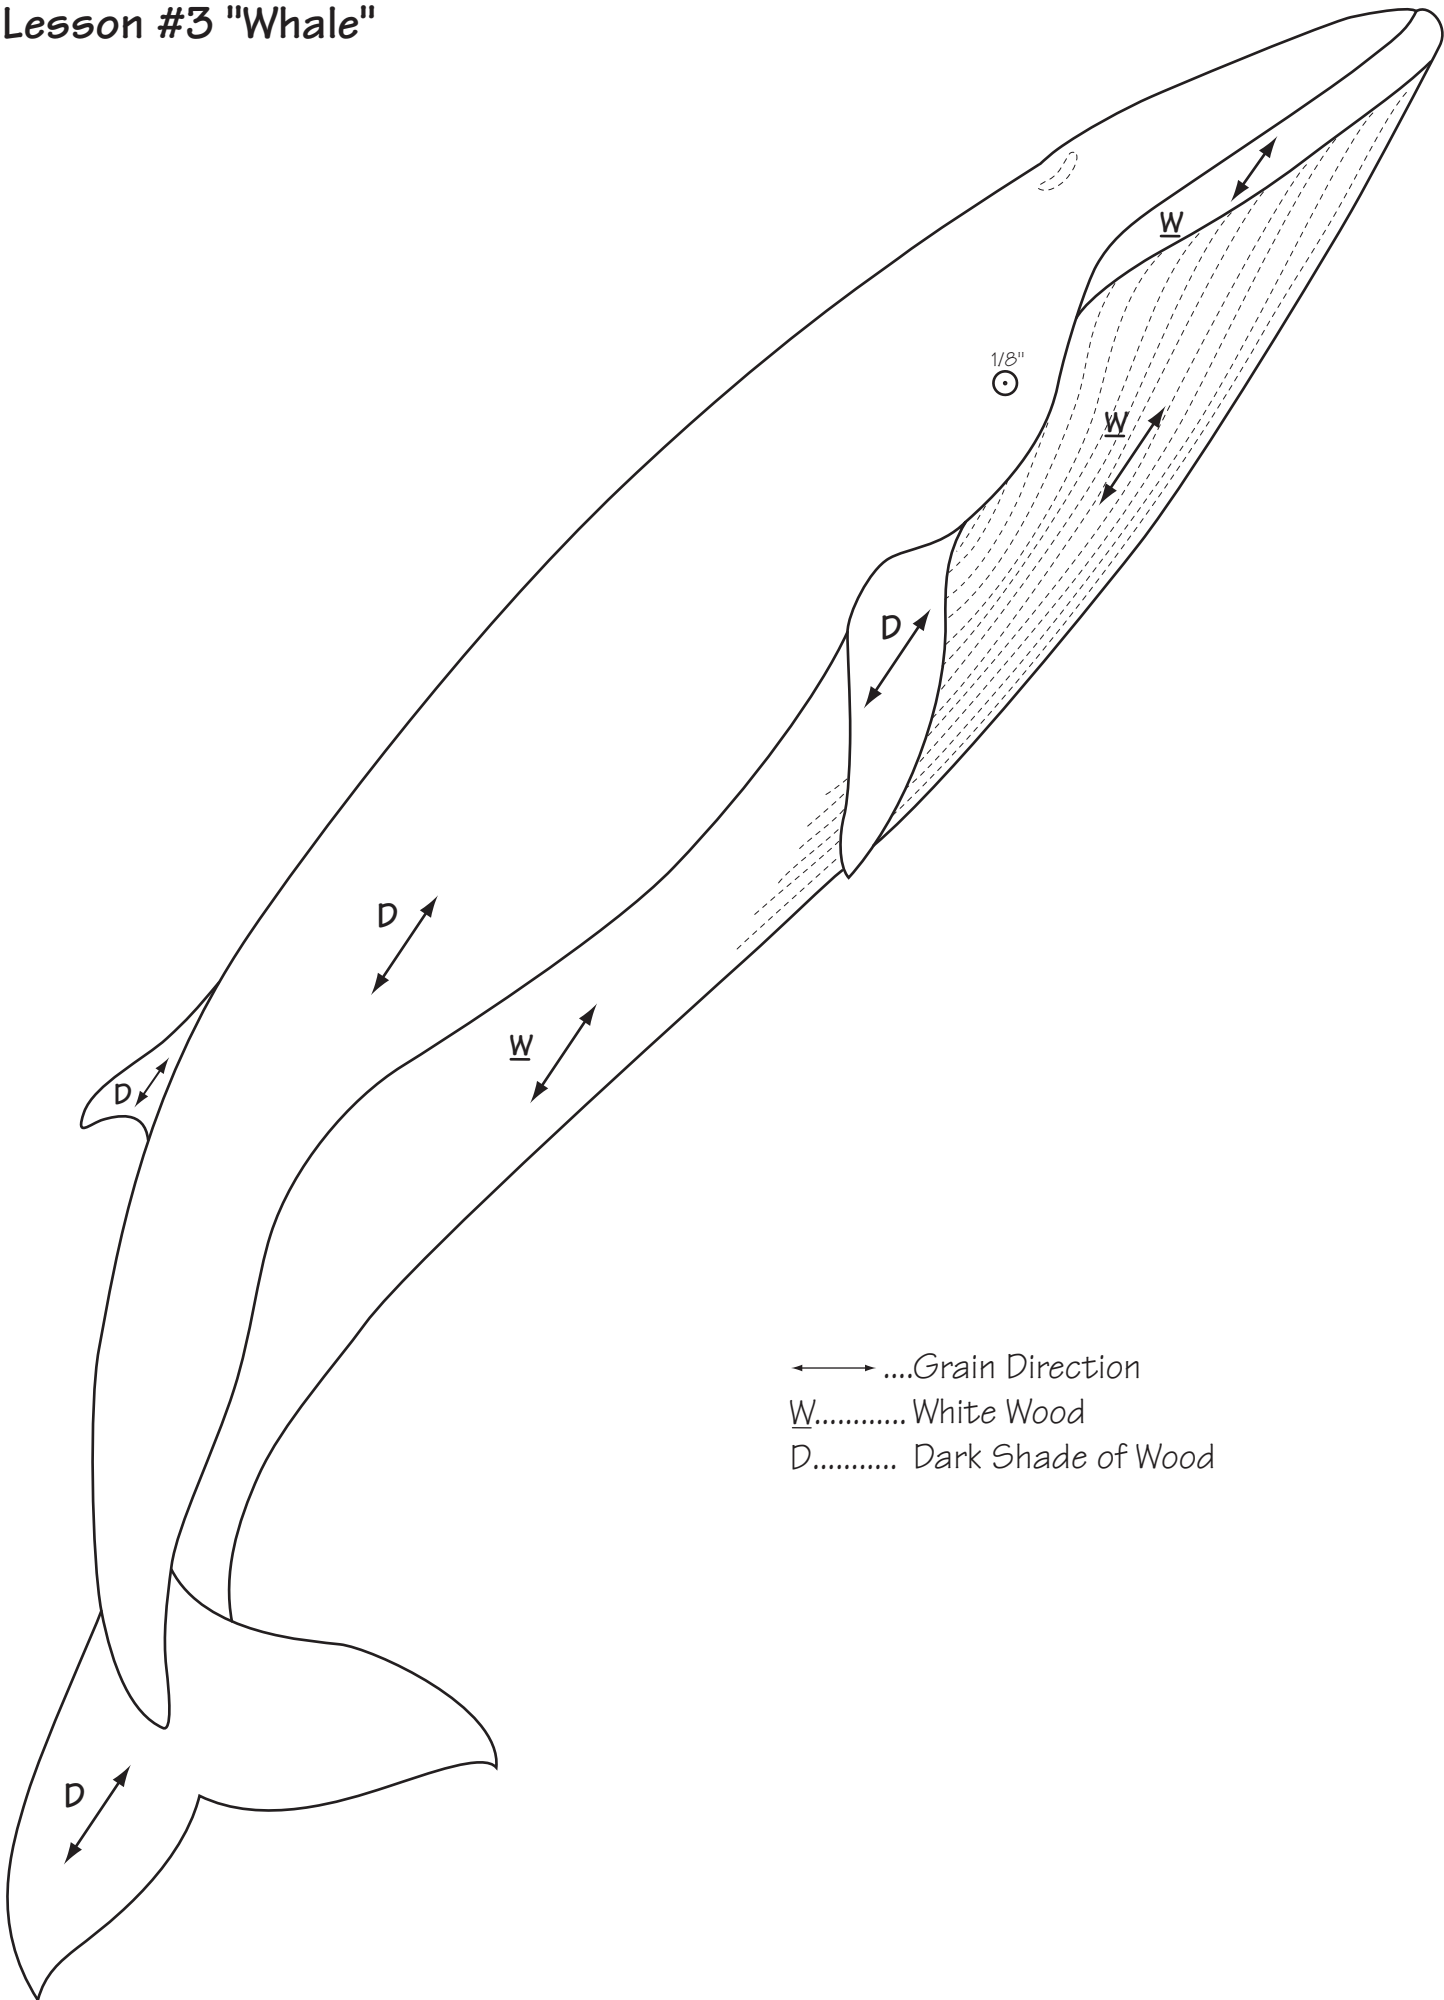 Lesson #3 "Whale"
W
1/8"
W
D
D
W
D
....Grain Direction
W............ White Wood
D........... Dark Shade of Wood
D